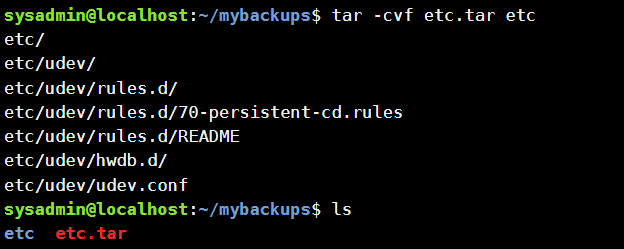 sysadmin@localhost:~/mybackups$ tar -cvf etc.tar etc
etc/
etc/udev/
etc/udev/rules.d/
etc/udev/rules.d/70-persistent-cd.rules
etc/udev/rules.d/README
etc/udev/hwdb.d/
etc/udev/udev.conf
sysadmin@localhost:~/mybackups$ ls
etc  etc.tar